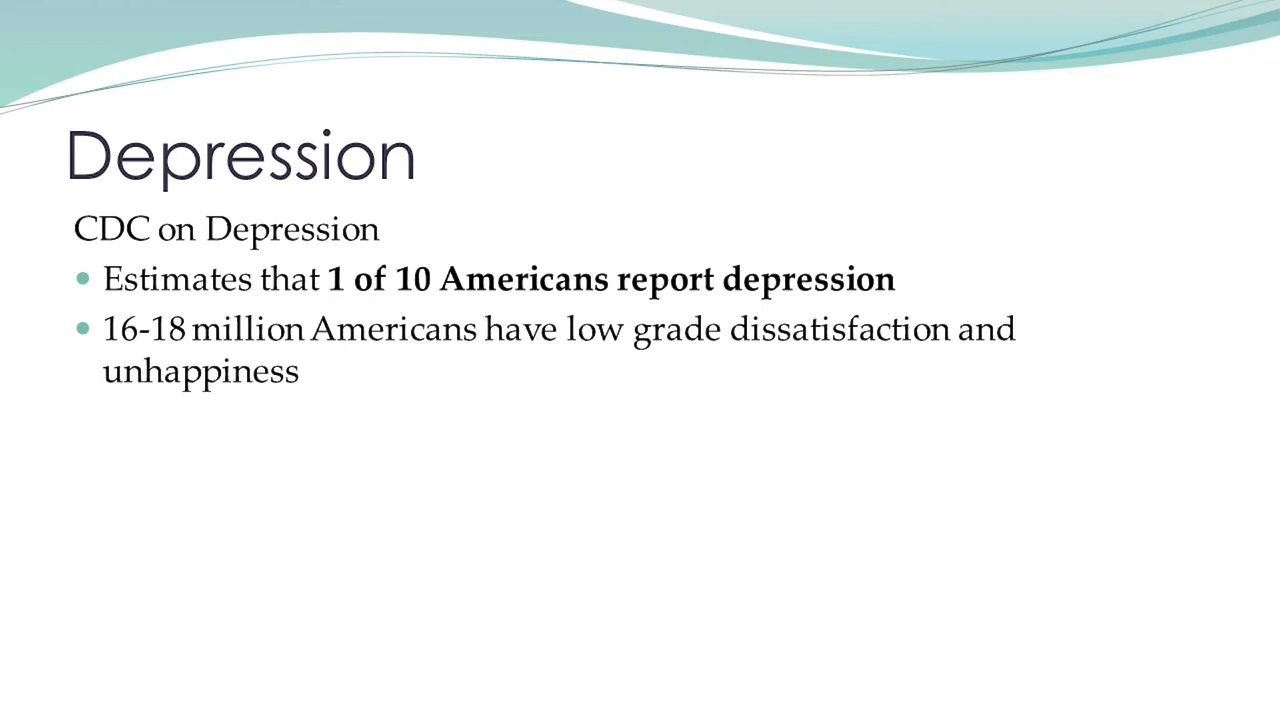 Depression
CDC on Depression
• Estimates that 1 of 10 Americans report depression
• 16-18 million Americans have low grade dissatisfaction and
unhappiness